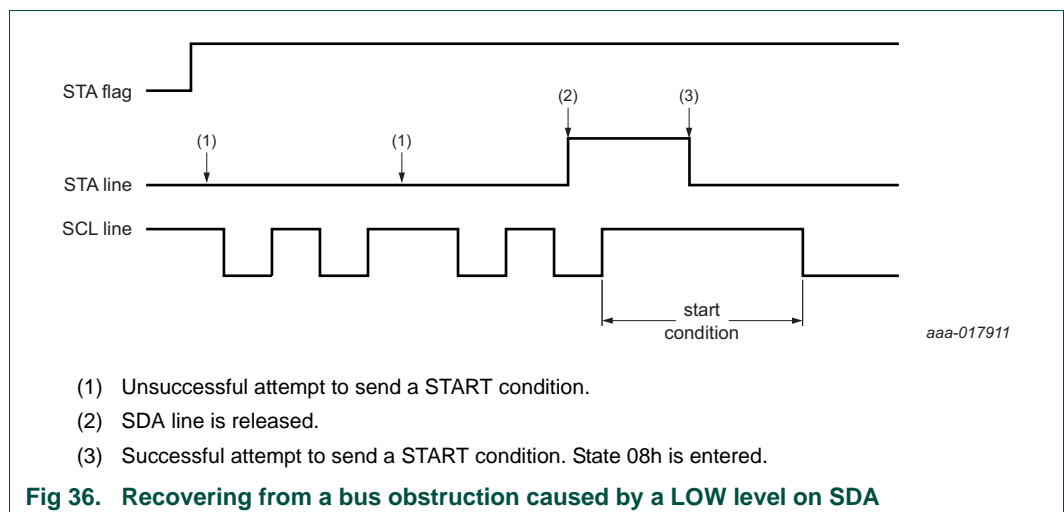 STA flag
(2)
(3)
(1)
(1)
STA line
SCL line
start
condition
aaa-017911
(1) Unsuccessful attempt to send a START condition.
(2) SDA line is released.
(3) Successful attempt to send a START condition. State 08h is entered.
Fig 36. Recovering from a bus obstruction caused by a LOW level on SDA